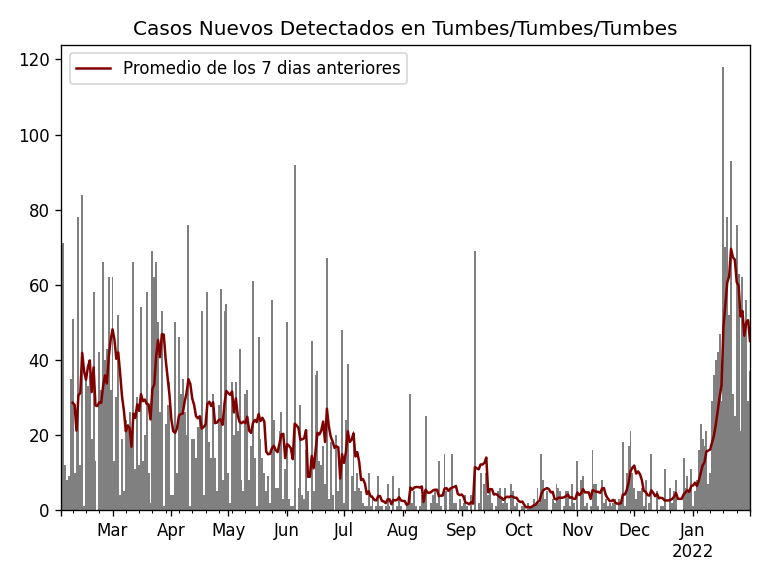 Casos Nuevos Detectados en Tumbes/Tumbes/Tumbes
Promedio de los 7 dias anteriores
120
100
80
60
40
20
0
Mar Apr May Jun Jul Aug Sep Oct Nov Dec Jan
2022